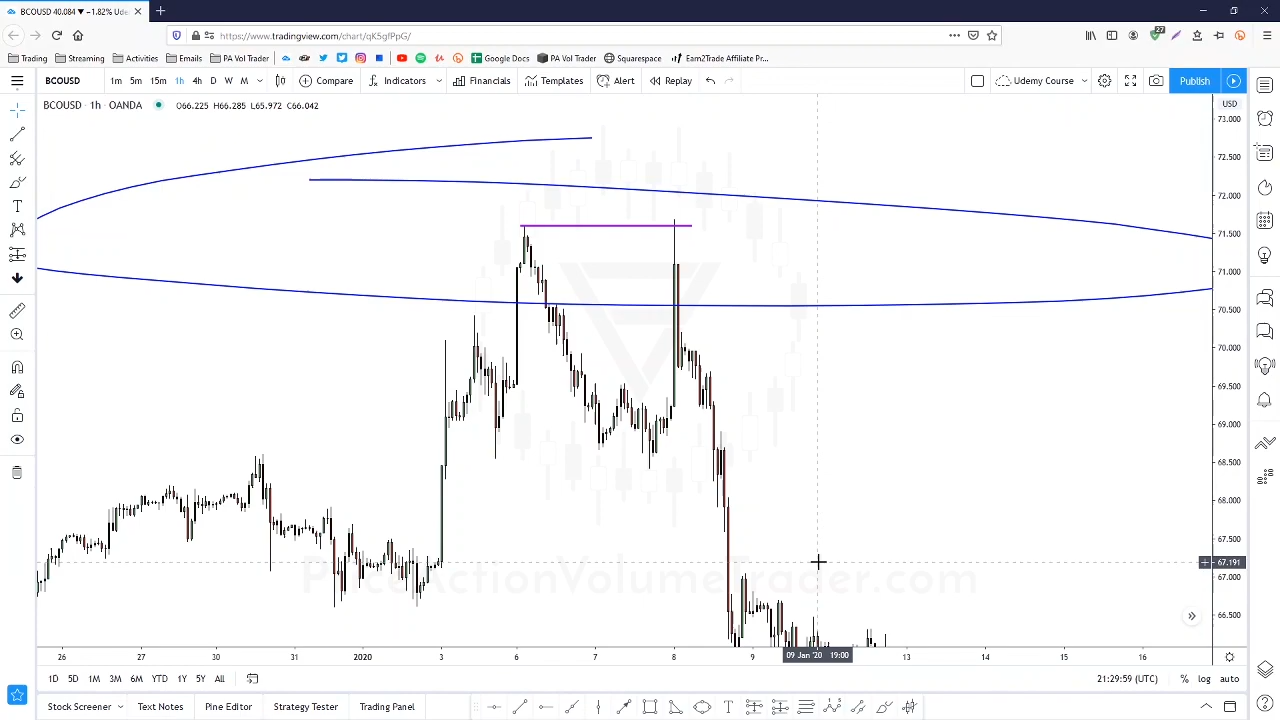 BCOUSD 40.084 ▼ −1.82% Ude
https://www.tradingview.com/chart/qK5gfPpG/
27
Trading Streaming Activities Emails PA Vol Trader Google Docs PA Vol Trader Squarespace Earn2Trade Affiliate Pr...
BCOUSD 1m 5m 15m 1h 4h D W M Compare Indicators Financials Templates Alert Replay Udemy Course Publish
BCOUSD · 1h · OANDA O66.225 H66.285 L65.972 C66.042
USD
73.000
72.500
72.000
71.500
71.000
70.500
70.000
69.500
69.000
68.500
68.000
67.500
67.191
67.000
66.500
PriceActionVolumeTrader.com
26 27 30 31 2020 3 6 7 8 9 09 Jan '20 19:00 13 14 15 16
1D 5D 1M 3M 6M YTD 1Y 5Y All 21:29:59 (UTC) % log auto
Stock Screener Text Notes Pine Editor Strategy Tester Trading Panel